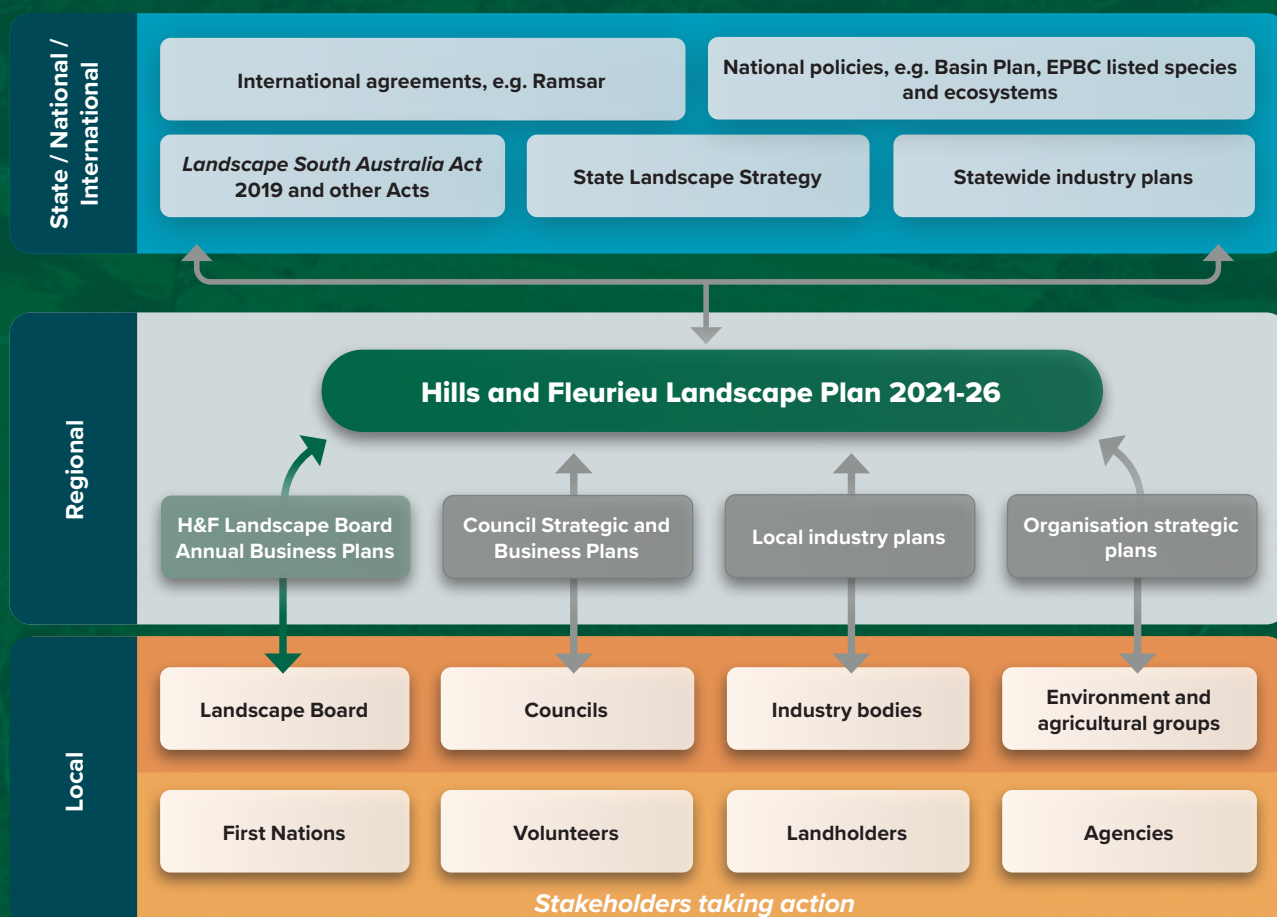 State / National /
International
International agreements, e.g. Ramsar
National policies, e.g. Basin Plan, EPBC listed species
and ecosystems
Landscape South Australia Act
2019 and other Acts
State Landscape Strategy
Statewide industry plans
Regional
Hills and Fleurieu Landscape Plan 2021-26
H&F Landscape Board
Annual Business Plans
Council Strategic and
Business Plans
Local industry plans
Organisation strategic
plans
Local
Landscape Board
Councils
Industry bodies
Environment and
agricultural groups
First Nations
Volunteers
Landholders
Agencies
Stakeholders taking action